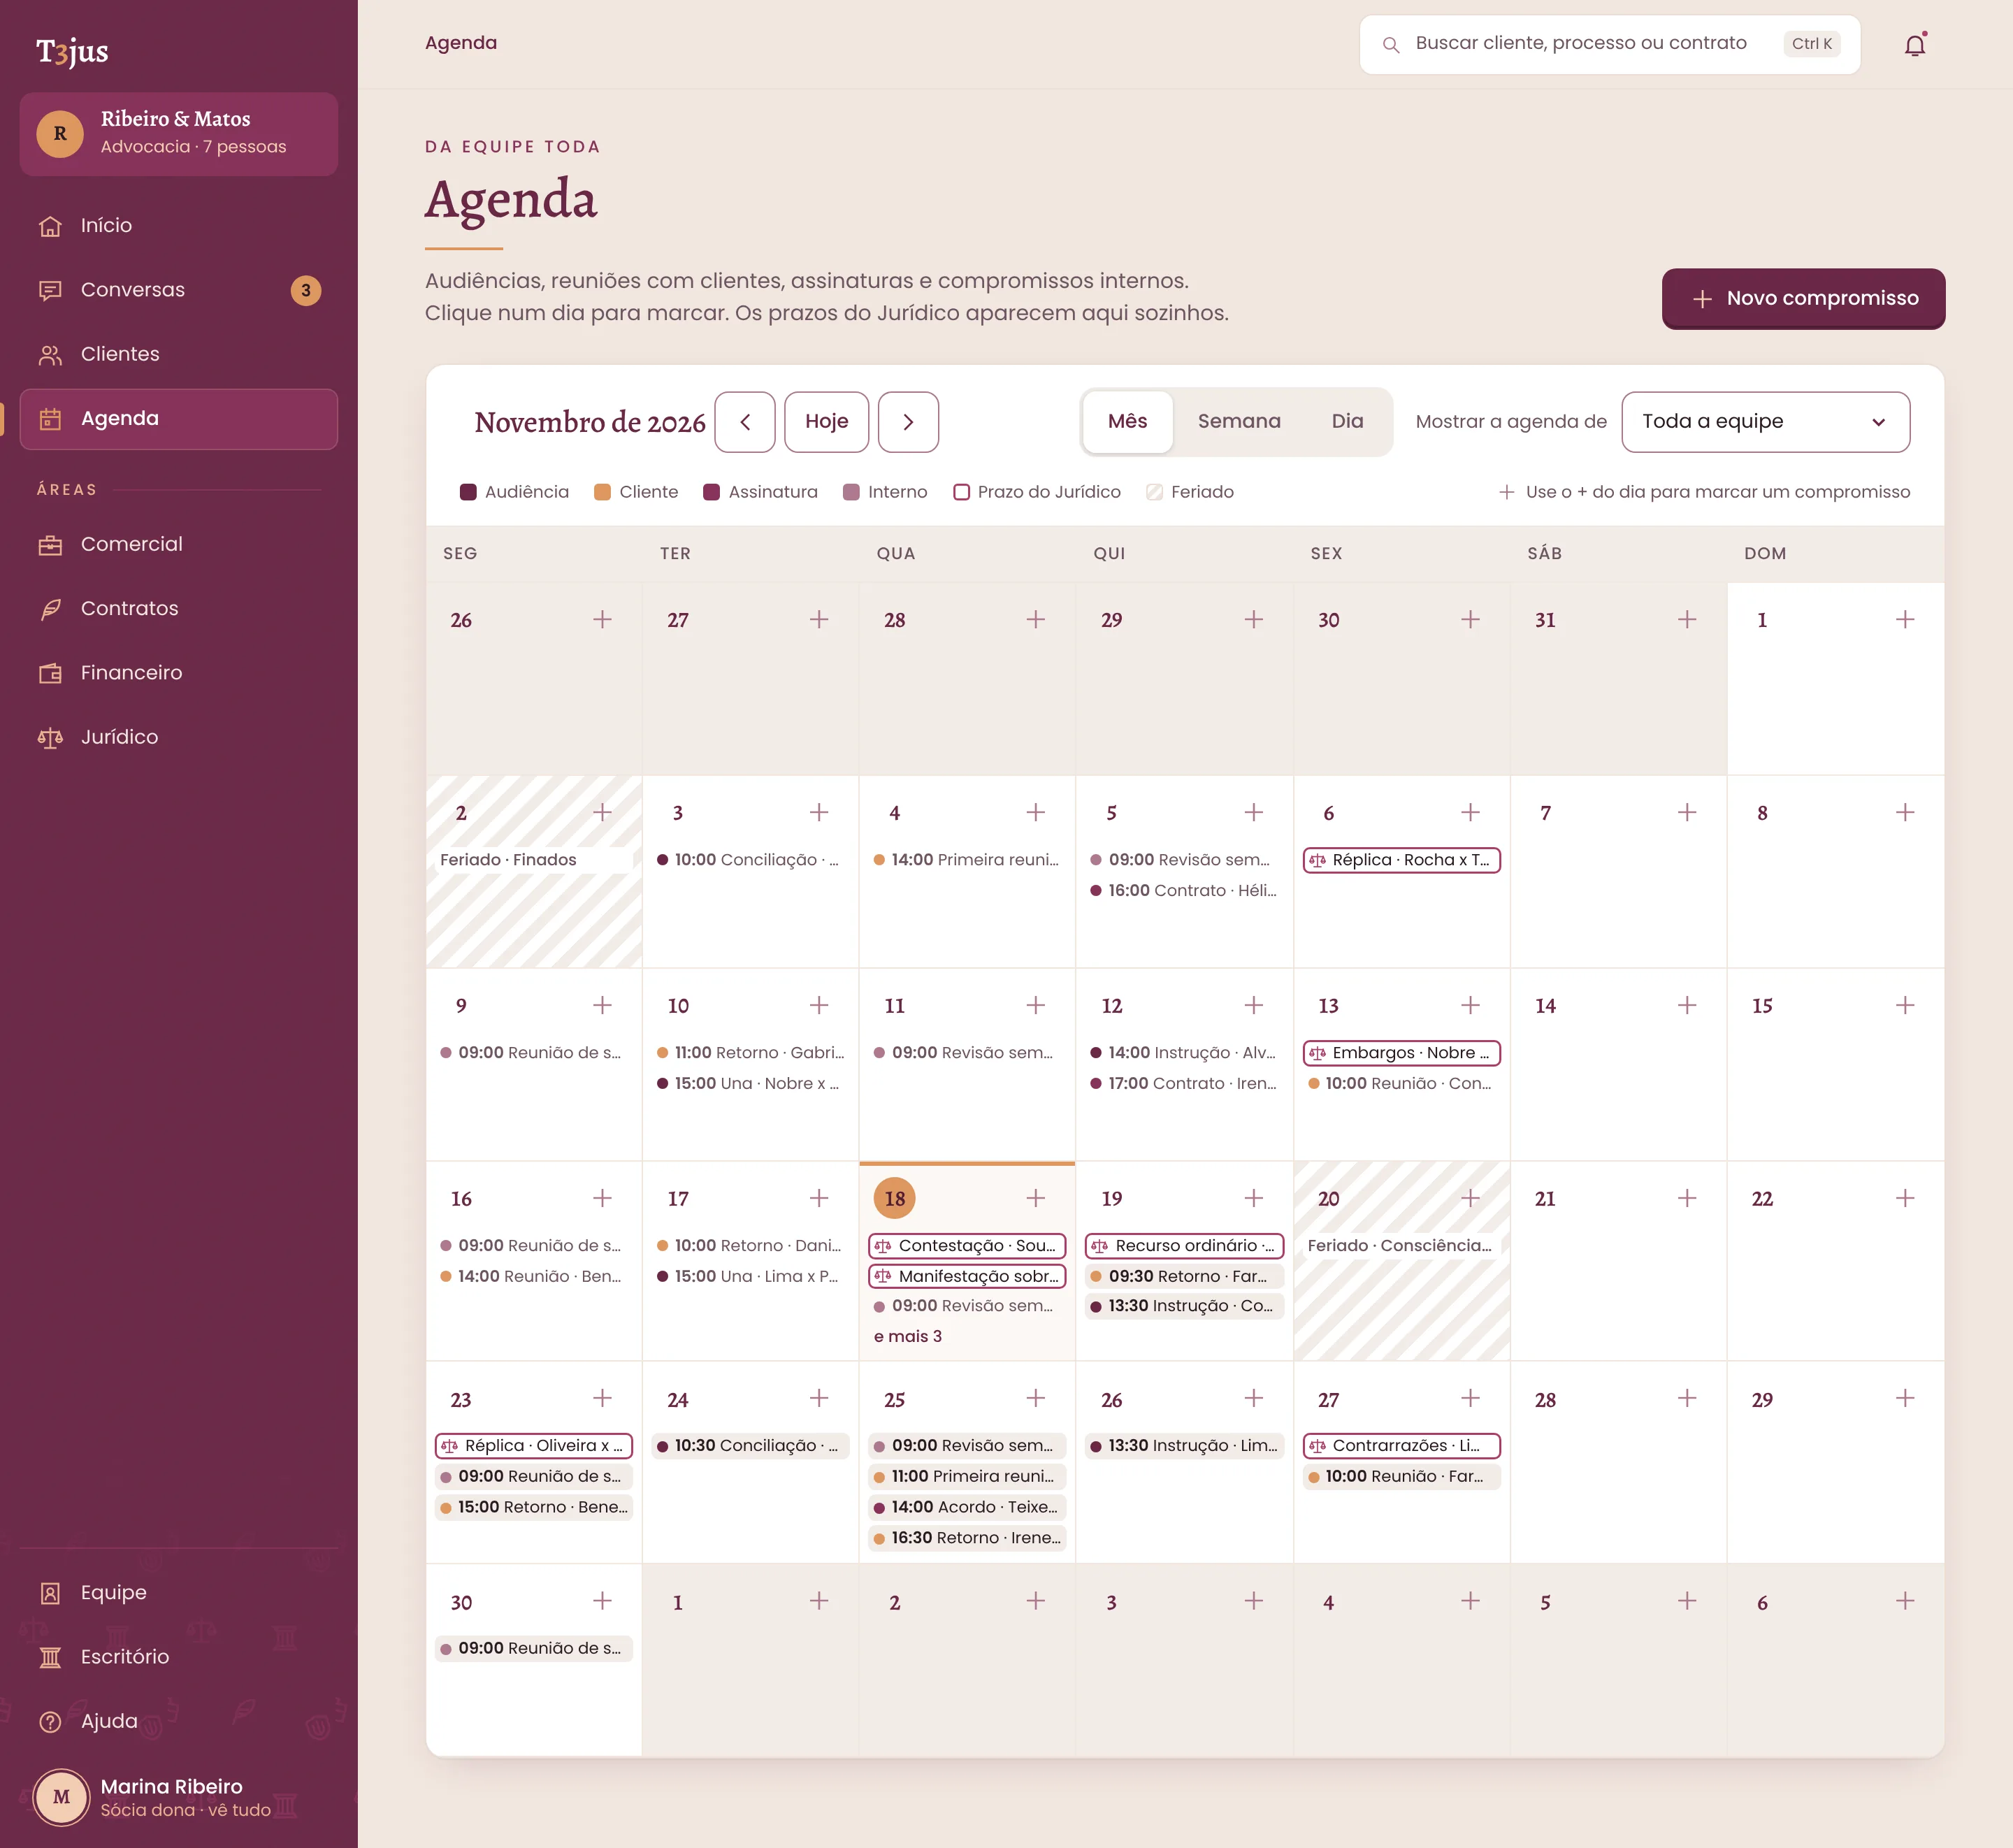 T3jus
R
Ribeiro & Matos
Advocacia · 7 pessoas
Início
Conversas
3
Clientes
Agenda
ÁREAS
Comercial
Contratos
Financeiro
Jurídico
Equipe
Escritório
Ajuda
M
Marina Ribeiro
Sócia dona · vê tudo
Agenda
Buscar cliente, processo ou contrato
Ctrl K
DA EQUIPE TODA
Agenda
Audiências, reuniões com clientes, assinaturas e compromissos internos.
Clique num dia para marcar. Os prazos do Jurídico aparecem aqui sozinhos.
+ Novo compromisso
Novembro de 2026
Hoje
Mês Semana Dia
Mostrar a agenda de
Toda a equipe
Audiência Cliente Assinatura Interno Prazo do Jurídico Feriado
+ Use o + do dia para marcar um compromisso
SEG TER QUA QUI SEX SÁB DOM
26 + 27 + 28 + 29 + 30 + 31 + 1 +
2 +
Feriado · Finados
3 +
10:00 Conciliação · ...
4 +
14:00 Primeira reuni...
5 +
09:00 Revisão sem...
16:00 Contrato · Héli...
6 +
Réplica · Rocha x T...
7 +
8 +
9 +
09:00 Reunião de s...
10 +
11:00 Retorno · Gabri...
15:00 Una · Nobre x ...
11 +
09:00 Revisão sem...
12 +
14:00 Instrução · Alv...
17:00 Contrato · Iren...
13 +
Embargos · Nobre ...
10:00 Reunião · Con...
14 +
15 +
16 +
09:00 Reunião de s...
14:00 Reunião · Ben...
17 +
10:00 Retorno · Dani...
15:00 Una · Lima x P...
18 +
Contestação · Sou...
Manifestação sobr...
09:00 Revisão sem...
e mais 3
19 +
Recurso ordinário ·...
09:30 Retorno · Far...
13:30 Instrução · Co...
20 +
Feriado · Consciência...
21 +
22 +
23 +
Réplica · Oliveira x ...
09:00 Reunião de s...
15:00 Retorno · Bene...
24 +
10:30 Conciliação · ...
25 +
09:00 Revisão sem...
11:00 Primeira reuni...
14:00 Acordo · Teixe...
16:30 Retorno · Irene...
26 +
13:30 Instrução · Lim...
27 +
Contrarrazões · Li...
10:00 Reunião · Far...
28 +
29 +
30 +
09:00 Reunião de s...
1 +
2 +
3 +
4 +
5 +
6 +